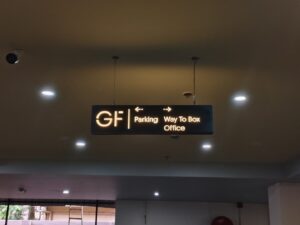 GF
← →
Parking Way To Box
Office